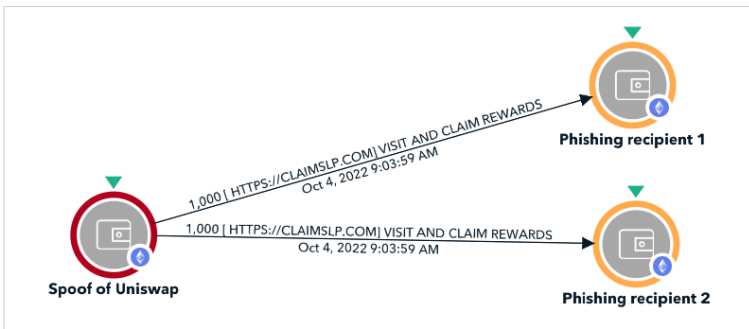 1,000 [ HTTPS://CLAIMSLP.COM] VISIT AND CLAIM REWARDS
Oct 4, 2022 9:03:59 AM
Phishing recipient 1
1,000 [ HTTPS://CLAIMSLP.COM] VISIT AND CLAIM REWARDS
Oct 4, 2022 9:03:59 AM
Spoof of Uniswap
Phishing recipient 2